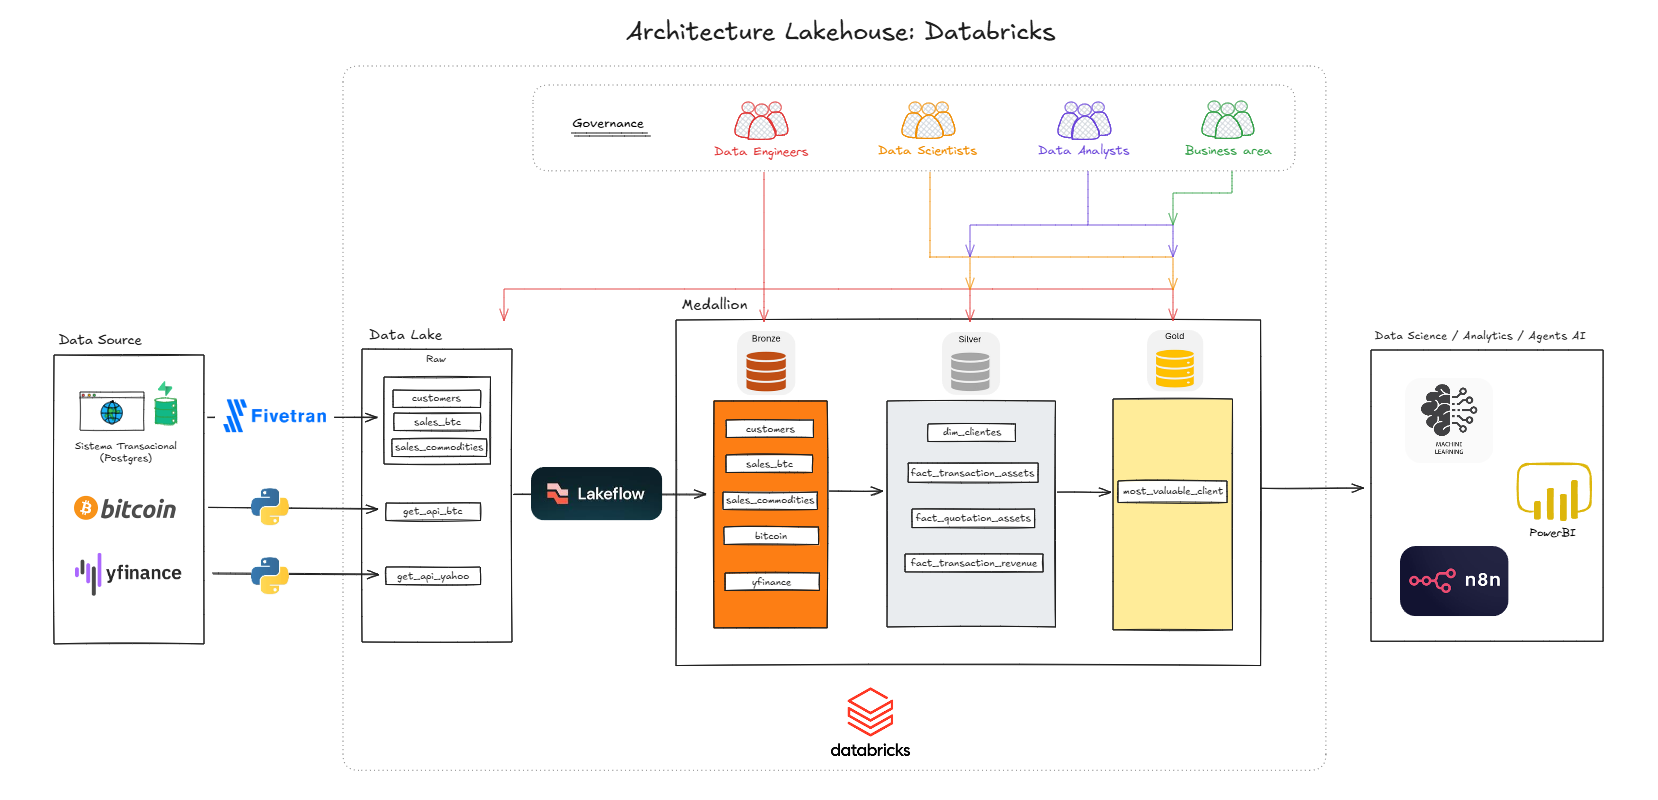 Architecture Lakehouse: Databricks
Governance
Data Engineers
Data Scientists
Data Analysts
Business area
Data Source
Sistema Transacional
(Postgres)
bitcoin
yfinance
Fivetran
Data Lake
Raw
customers
sales_btc
sales_commodities
get_api_btc
get_api_yahoo
Lakeflow
Medallion
Bronze
customers
sales_btc
sales_commodities
bitcoin
yfinance
Silver
dim_clientes
fact_transaction_assets
fact_quotation_assets
fact_transaction_revenue
Gold
most_valuable_client
databricks
Data Science / Analytics / Agents AI
MACHINE
LEARNING
PowerBI
n8n